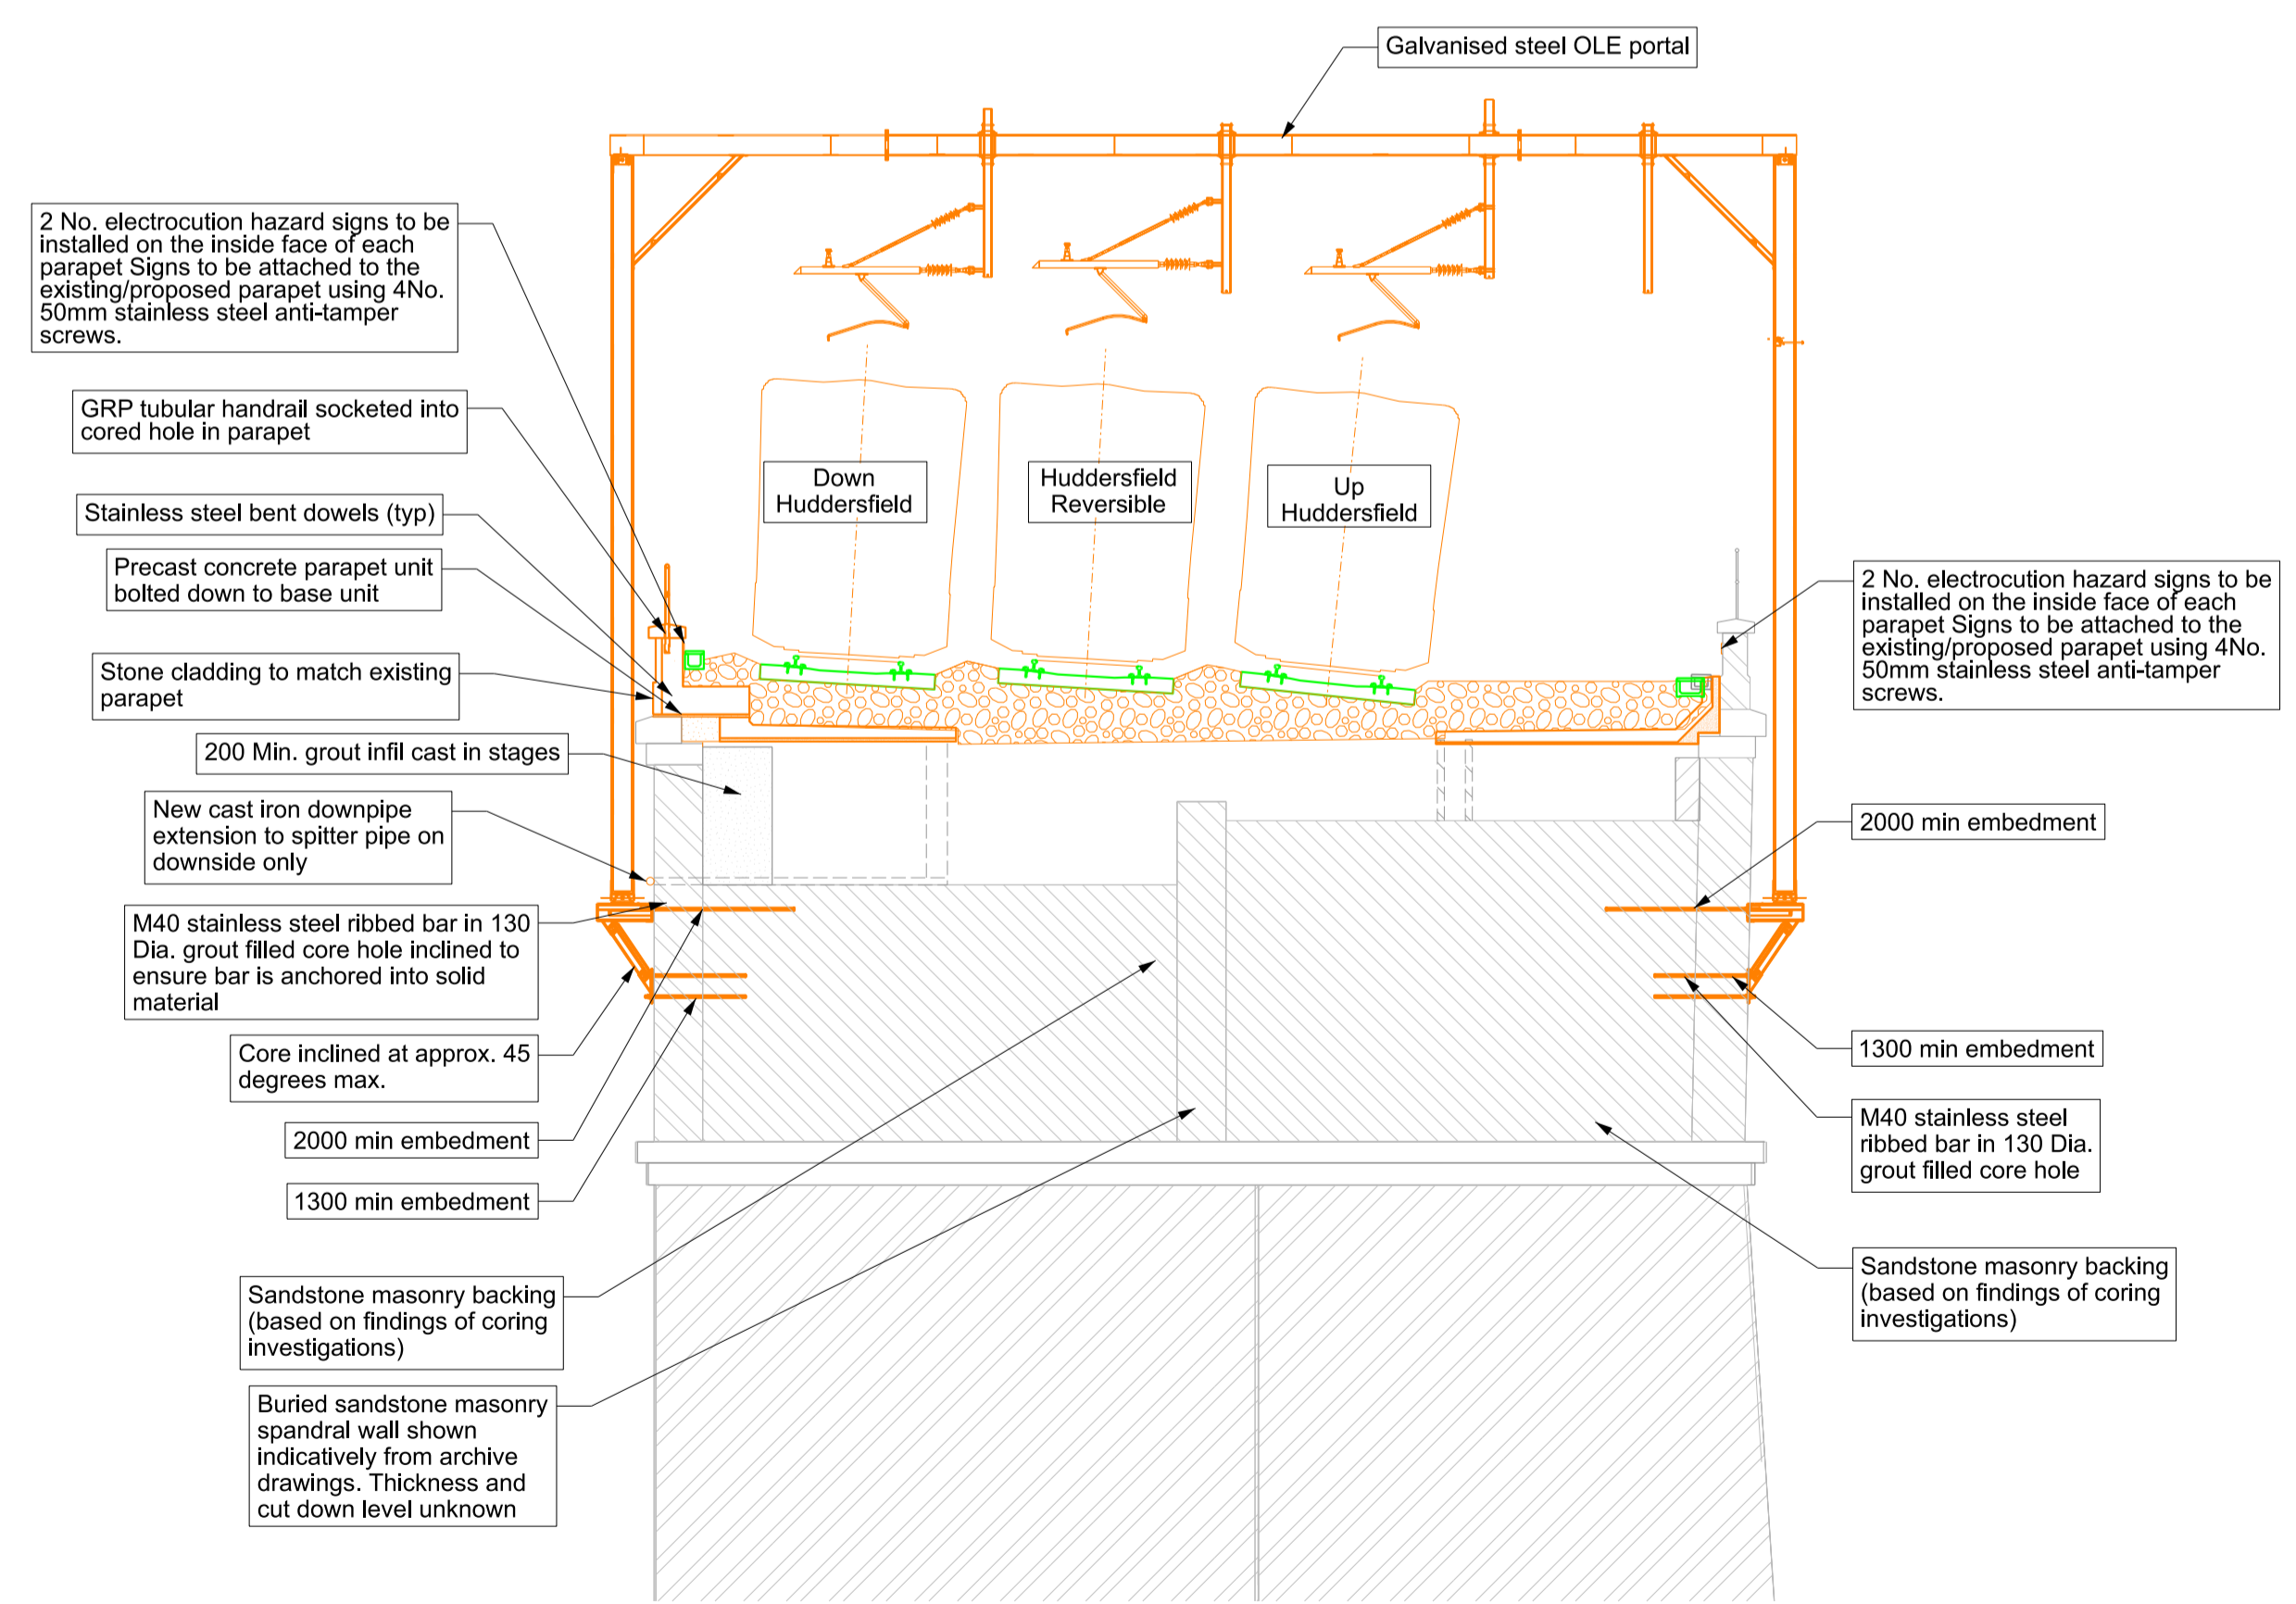 Galvanised steel OLE portal
2 No. electrocution hazard signs to be
installed on the inside face of each
parapet Signs to be attached to the
existing/proposed parapet using 4No.
50mm stainless steel anti-tamper
screws.
GRP tubular handrail socketed into
cored hole in parapet
Stainless steel bent dowels (typ)
Precast concrete parapet unit
bolted down to base unit
Stone cladding to match existing
parapet
200 Min. grout infil cast in stages
New cast iron downpipe
extension to spitter pipe on
downside only
M40 stainless steel ribbed bar in 130
Dia. grout filled core hole inclined to
ensure bar is anchored into solid
material
Core inclined at approx. 45
degrees max.
2000 min embedment
1300 min embedment
Sandstone masonry backing
(based on findings of coring
investigations)
Buried sandstone masonry
spandral wall shown
indicatively from archive
drawings. Thickness and
cut down level unknown
Down
Huddersfield
Huddersfield
Reversible
Up
Huddersfield
2 No. electrocution hazard signs to be
installed on the inside face of each
parapet Signs to be attached to the
existing/proposed parapet using 4No.
50mm stainless steel anti-tamper
screws.
2000 min embedment
1300 min embedment
M40 stainless steel
ribbed bar in 130 Dia.
grout filled core hole
Sandstone masonry backing
(based on findings of coring
investigations)